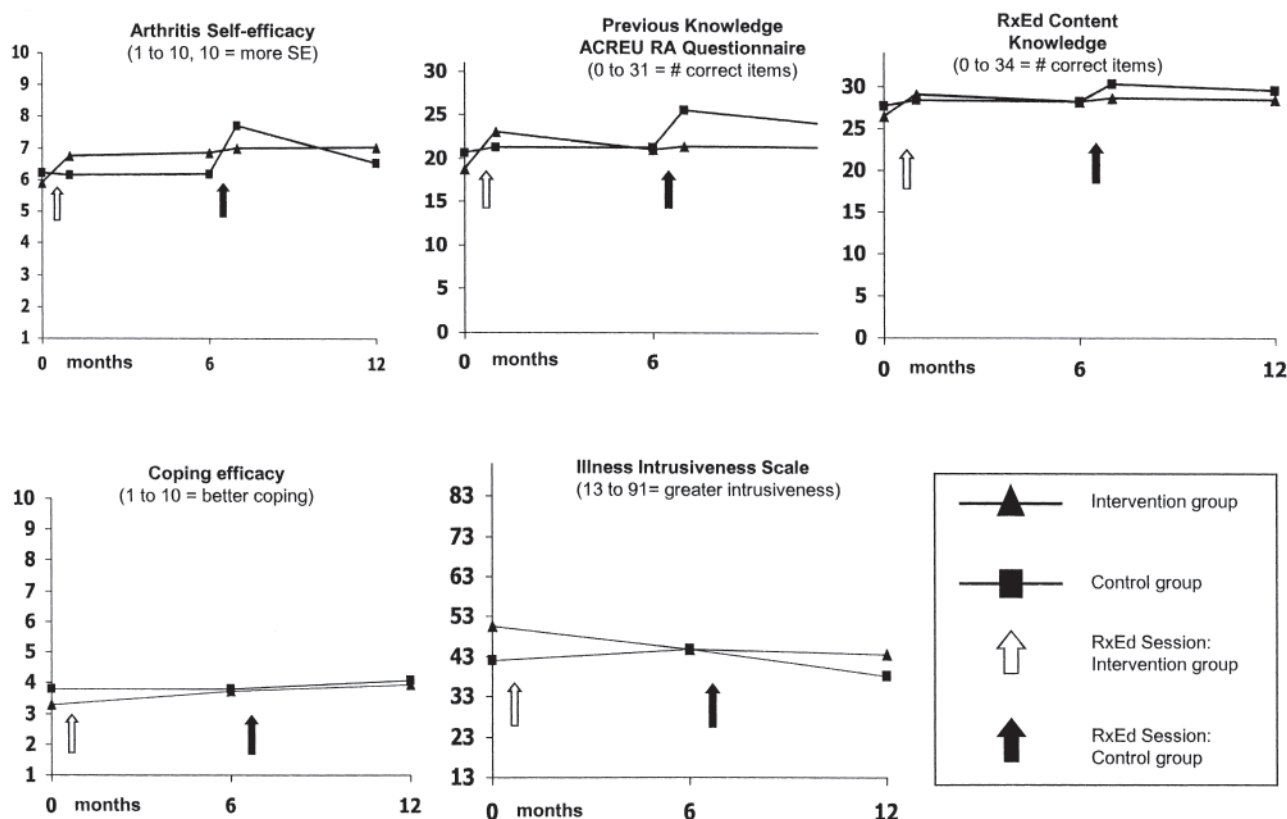 Arthritis Self-efficacy
(1 to 10, 10 = more SE)
10
9
8
7
6
5
4
3
2
1
0 months 6 12
Previous Knowledge
ACREU RA Questionnaire
(0 to 31 = # correct items)
30
25
20
15
10
5
0
0 months 6
RxEd Content
Knowledge
(0 to 34 = # correct items)
30
25
20
15
10
5
0
0 months 6 12
Coping efficacy
(1 to 10 = better coping)
10
9
8
7
6
5
4
3
2
1
0 months 6 12
Illness Intrusiveness Scale
(13 to 91= greater intrusiveness)
83
73
63
53
43
33
23
13
0 months 6 12
Intervention group
Control group
RxEd Session:
Intervention group
RxEd Session:
Control group